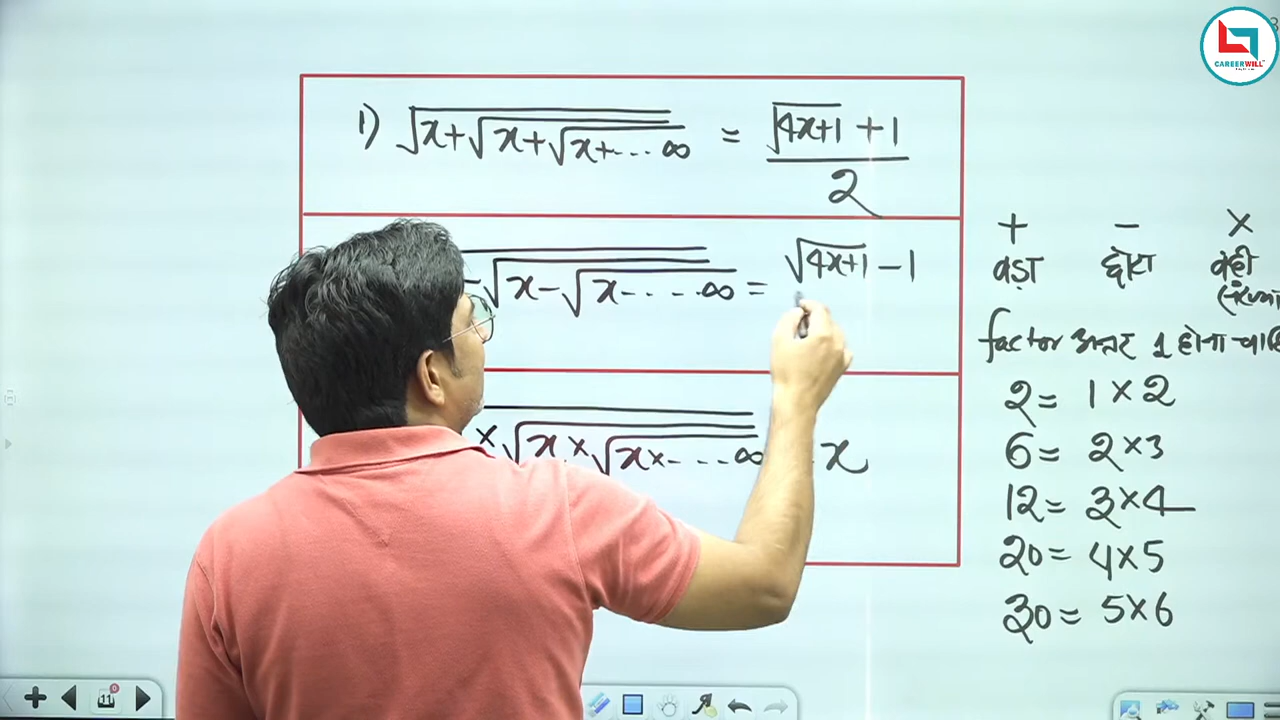 CAREERWILL
1) √x+√x+√x+...∞ = √4x+1 + 1
2
-√x-√x-...∞ = √4x+1 - 1
×√x×√x×-...∞ x
+ - ×
बड़ा छोटा वही
factor अन्तर 1 होना
2= 1×2
6= 2×3
12= 3×4
20= 4×5
30= 5×6
11